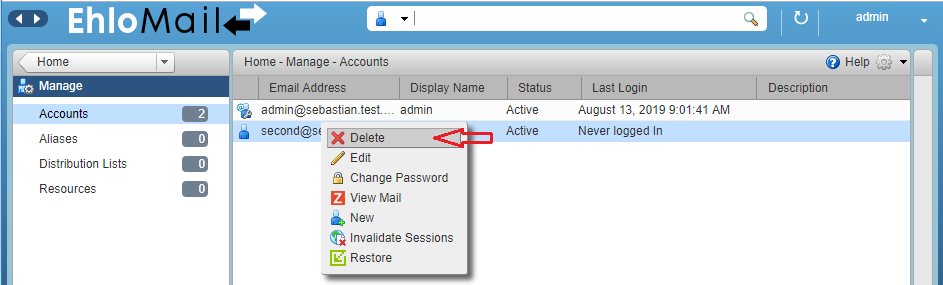 EhloMail
admin
Home
Home - Manage - Accounts
Help
Manage
Email Address Display Name Status Last Login Description
Accounts 2
admin@sebastian.test.... admin Active August 13, 2019 9:01:41 AM
second@se Active Never logged In
Aliases 0
Distribution Lists 0
Resources 0
Delete
Edit
Change Password
View Mail
New
Invalidate Sessions
Restore